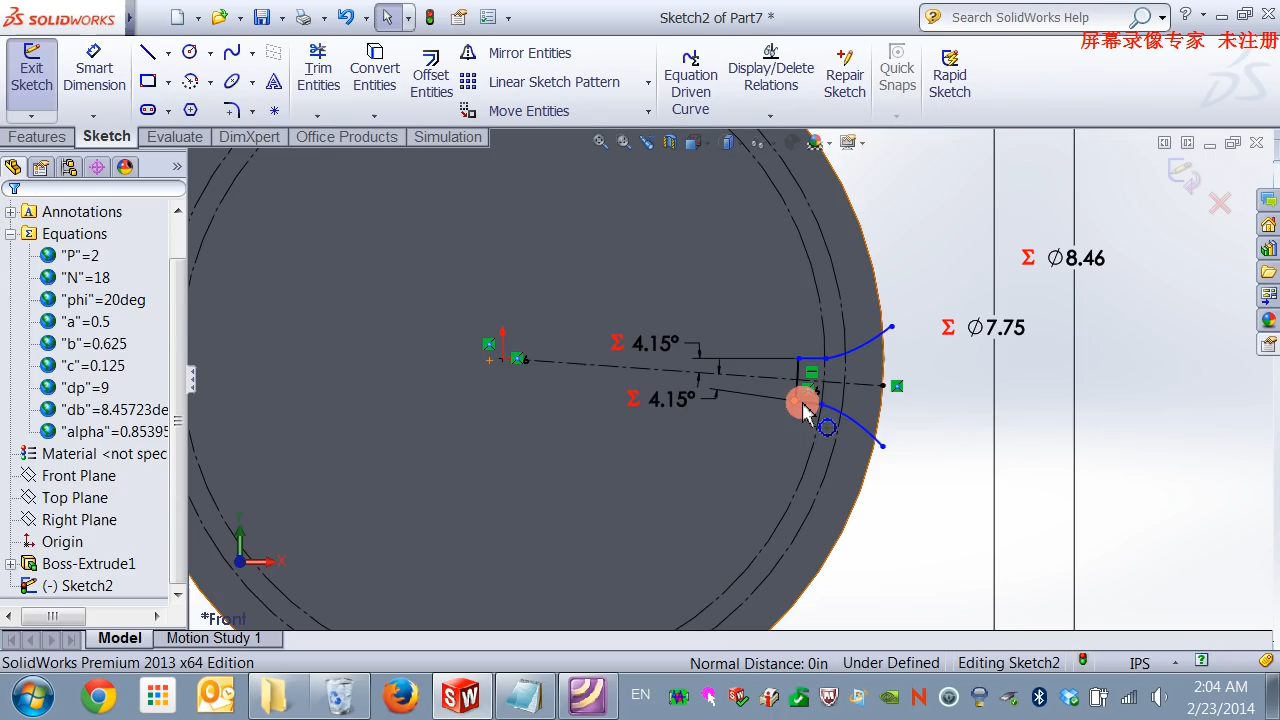 SOLIDWORKS
Sketch2 of Part7 *
Search SolidWorks Help
屏幕录像专家 未注册
Exit Sketch
Smart Dimension
Trim Entities
Convert Entities
Offset Entities
Mirror Entities
Linear Sketch Pattern
Move Entities
Equation Driven Curve
Display/Delete Relations
Repair Sketch
Quick Snaps
Rapid Sketch
Features
Sketch
Evaluate
DimXpert
Office Products
Simulation
Annotations
Equations
"P"=2
"N"=18
"phi"=20deg
"a"=0.5
"b"=0.625
"c"=0.125
"dp"=9
"db"=8.45723de
"alpha"=0.85395
Material <not spec
Front Plane
Top Plane
Right Plane
Origin
Boss-Extrude1
(-) Sketch2
Σ ∅8.46
Σ ∅7.75
Σ 4.15°
Σ 4.15°
Y
X
*Front
Model
Motion Study 1
SolidWorks Premium 2013 x64 Edition
Normal Distance: 0in
Under Defined
Editing Sketch2
IPS
EN
2:04 AM
2/23/2014